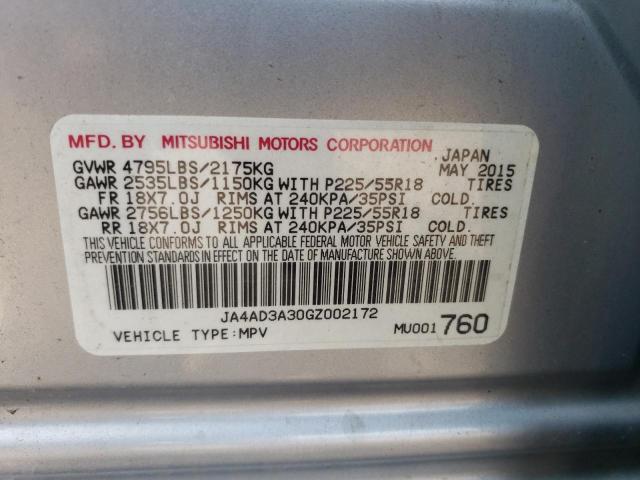 MFD. BY MITSUBISHI MOTORS CORPORATION
JAPAN
GVWR 4795LBS/2175KG MAY 2015
GAWR 2535LBS/1150KG WITH P225/55R18 TIRES
FR 18X7.0J RIMS AT 240KPA/35PSI COLD.
GAWR 2756LBS/1250KG WITH P225/55R18 TIRES
RR 18X7.0J RIMS AT 240KPA/35PSI COLD.
THIS VEHICLE CONFORMS TO ALL APPLICABLE FEDERAL MOTOR VEHICLE SAFETY AND THEFT
PREVENTION STANDARDS IN EFFECT ON THE DATE OF MANUFACTURE SHOWN ABOVE.
JA4AD3A30GZ002172
VEHICLE TYPE:MPV MU001760